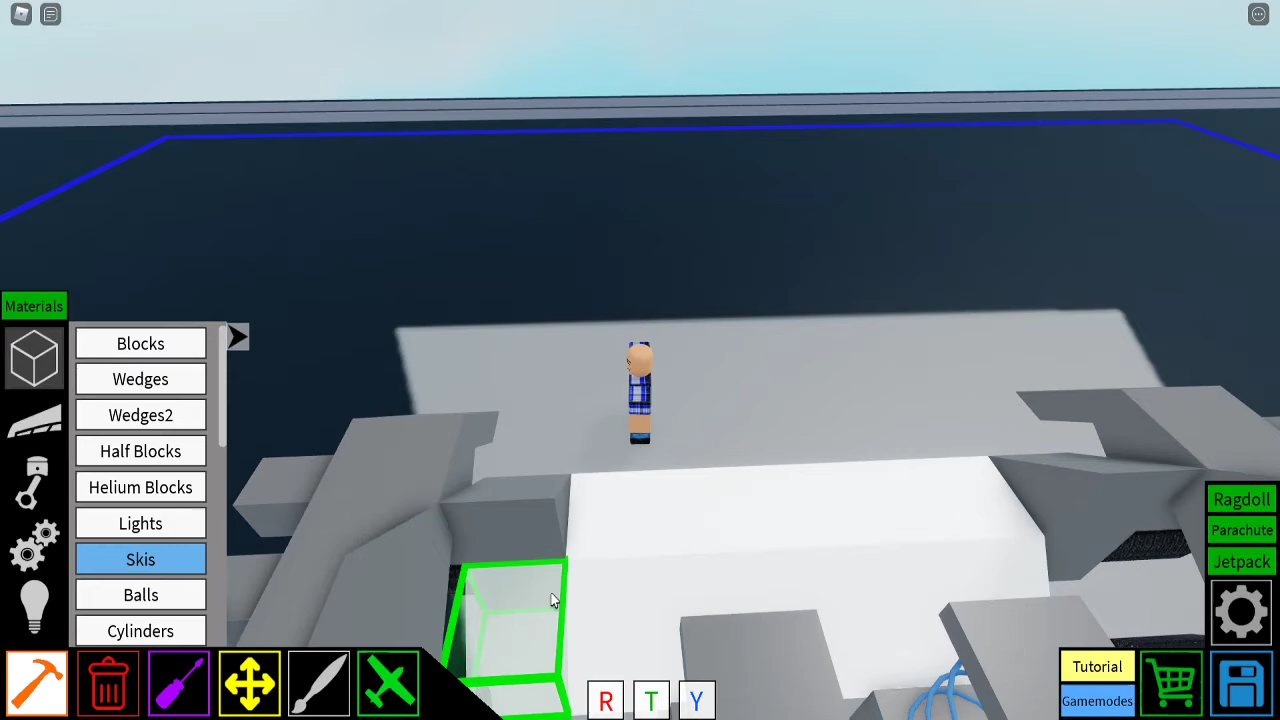 Materials
Blocks
Wedges
Wedges2
Half Blocks
Helium Blocks
Lights
Skis
Balls
Cylinders
Ragdoll
Parachute
Jetpack
Tutorial
Gamemodes
R T Y